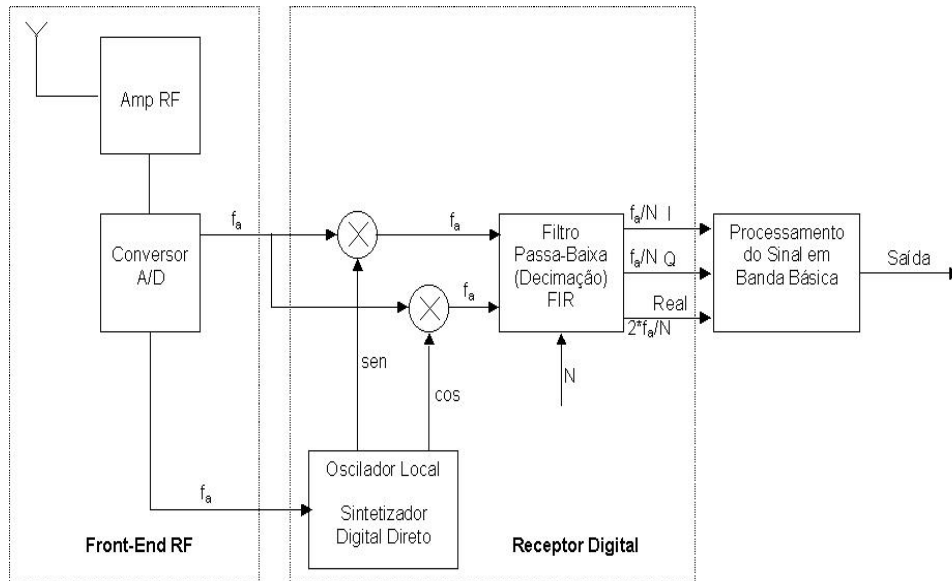 Amp RF
Conversor
A/D
fa
fa
fa
fa
sen
cos
Oscilador Local
Sintetizador
Digital Direto
Filtro
Passa-Baixa
(Decimação)
FIR
N
fa/N I
fa/N Q
Real
2*fa/N
Processamento
do Sinal em
Banda Básica
Saída
Front-End RF
Receptor Digital